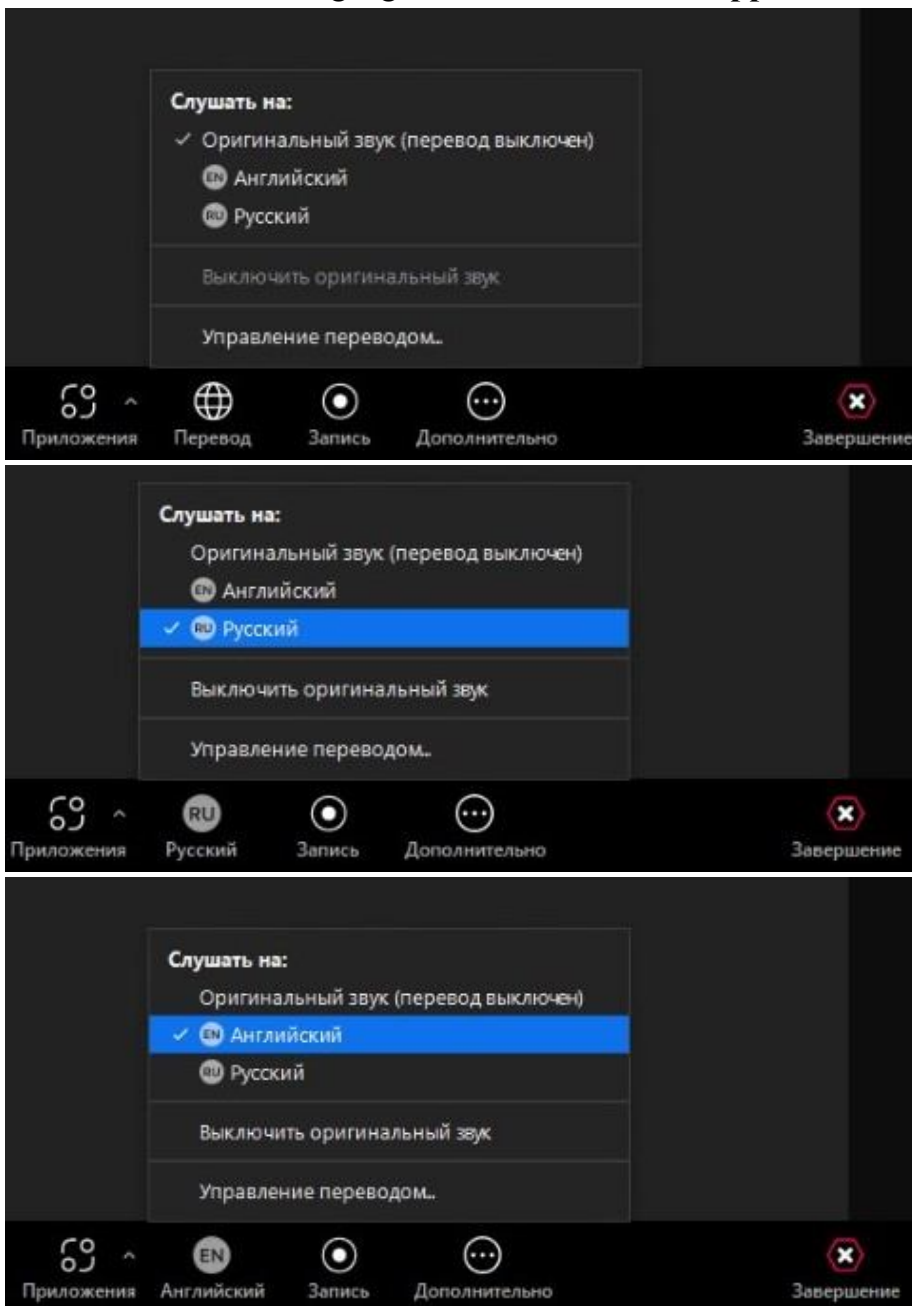 Слушать на:
✓ Оригинальный звук (перевод выключен)
EN Английский
RU Русский
Выключить оригинальный звук
Управление переводом...
Приложения Перевод Запись Дополнительно Завершение
Слушать на:
Оригинальный звук (перевод выключен)
EN Английский
✓ RU Русский
Выключить оригинальный звук
Управление переводом...
RU
Приложения Русский Запись Дополнительно Завершение
Слушать на:
Оригинальный звук (перевод выключен)
✓ EN Английский
RU Русский
Выключить оригинальный звук
Управление переводом...
EN
Приложения Английский Запись Дополнительно Завершение